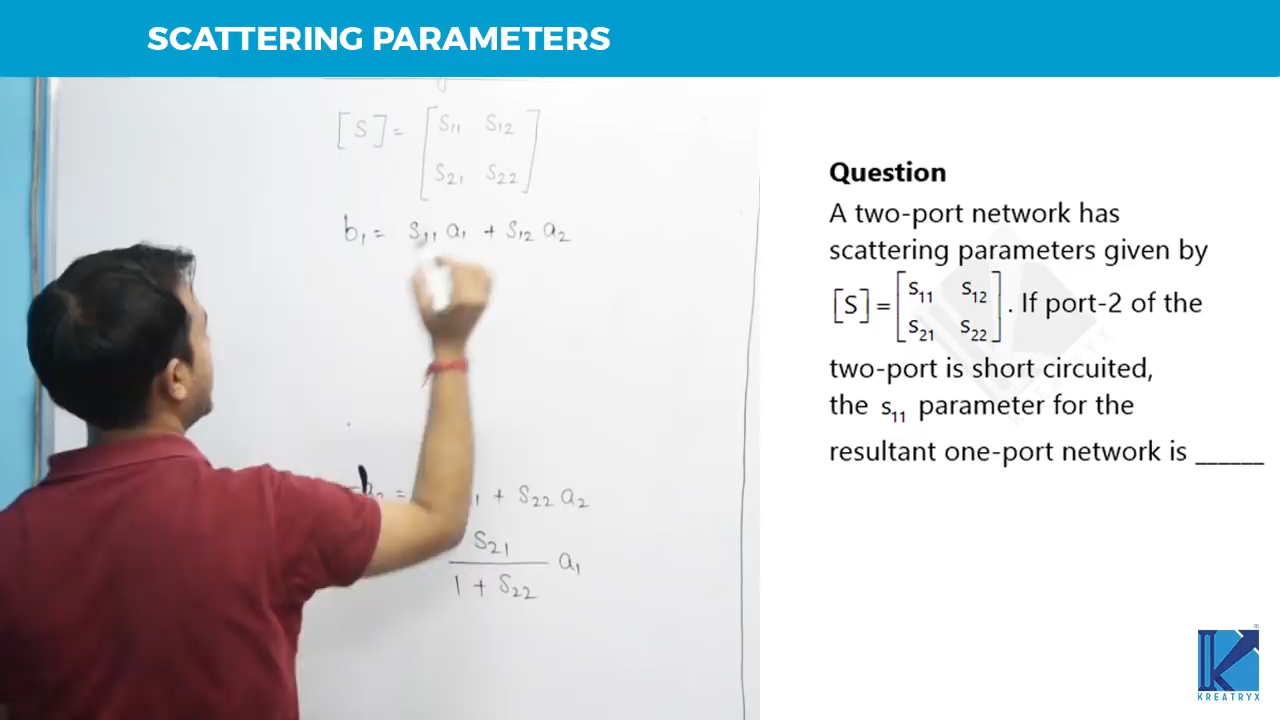 SCATTERING PARAMETERS
[S] = [S11 S12
S21 S22]
b1 = S11 a1 + S12 a2
a2 = 1 + S22 a2
S21 / 1 + S22 a1
Question
A two-port network has
scattering parameters given by
[S] = [S11 S12
S21 S22] . If port-2 of the
two-port is short circuited,
the S11 parameter for the
resultant one-port network is ______
KREATRYX